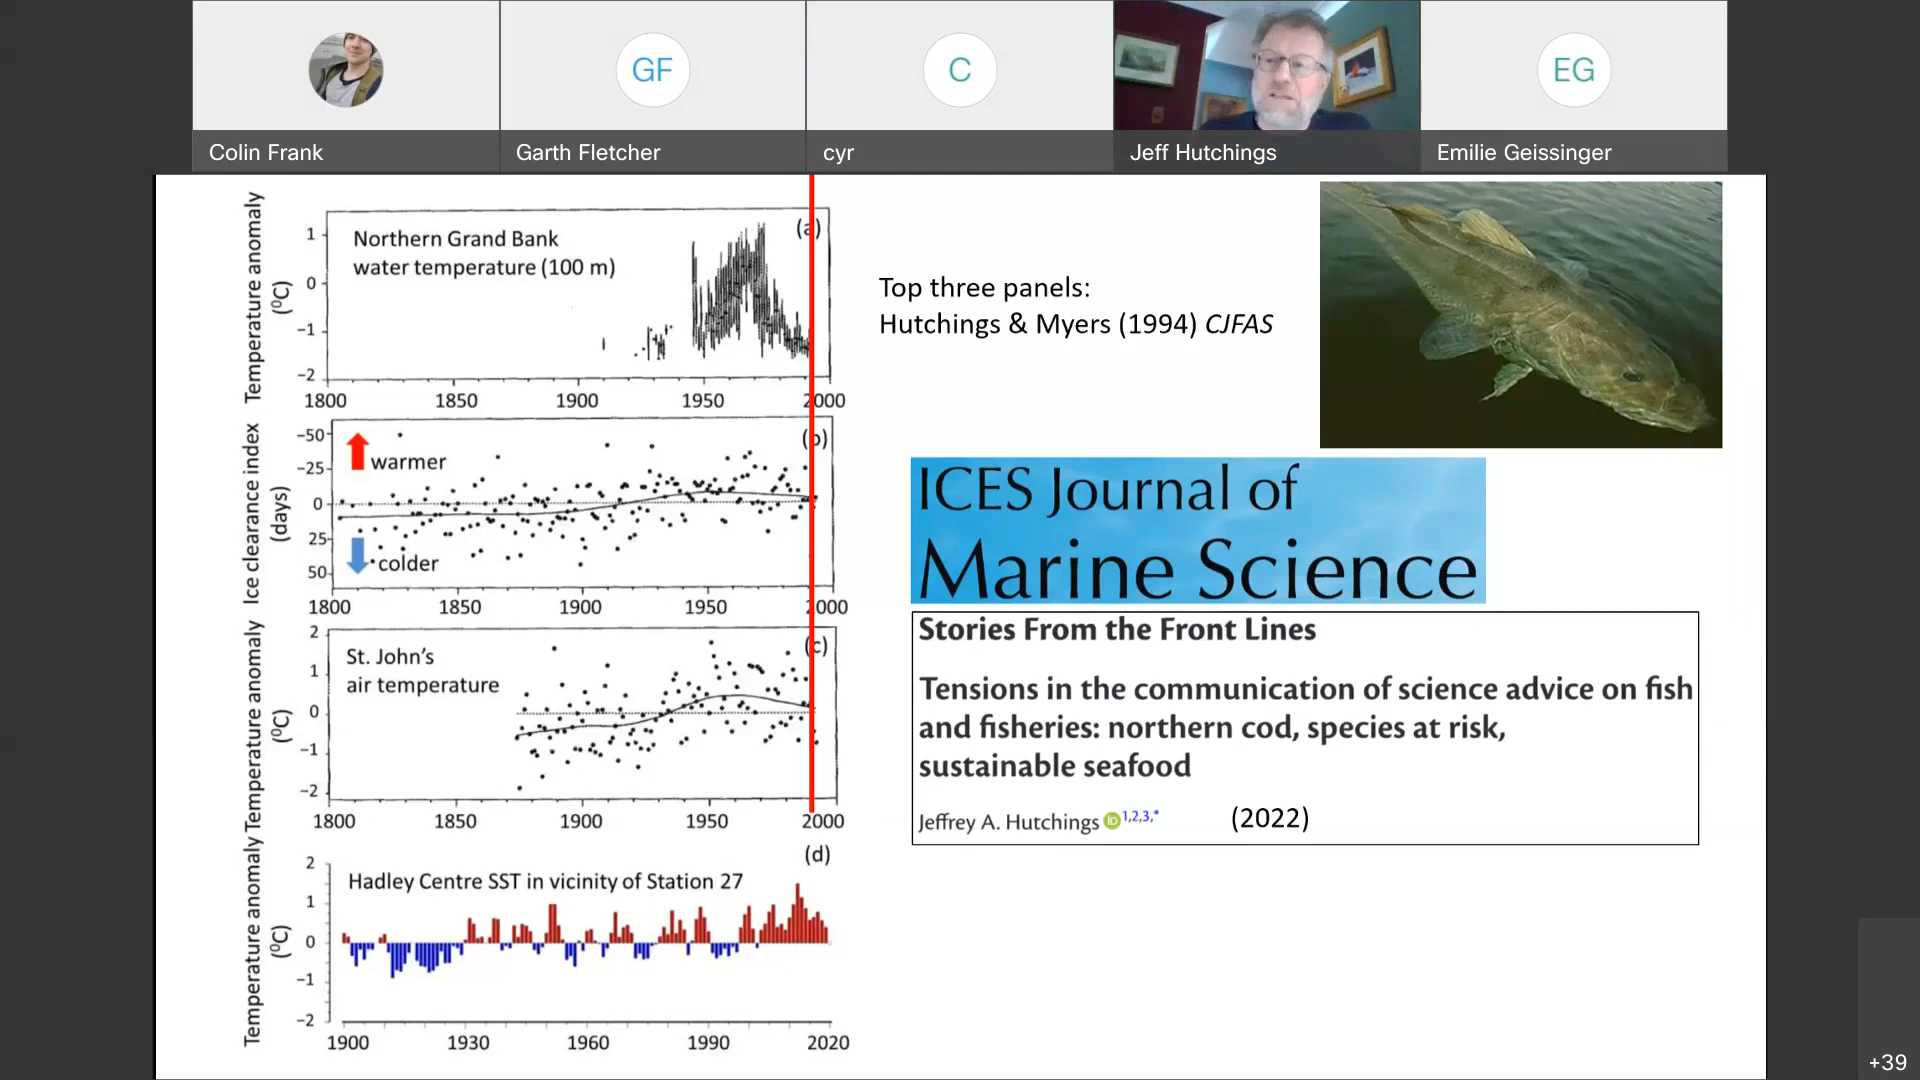 GF
C
EG
Colin Frank
Garth Fletcher
cyr
Jeff Hutchings
Emilie Geissinger
Temperature anomaly
(⁰C)
1
0
−1
−2
Northern Grand Bank
water temperature (100 m)
(a)
1800 1850 1900 1950 2000
Ice clearance index
(days)
−50
−25
0
25
50
warmer
colder
(b)
1800 1850 1900 1950 2000
Temperature anomaly
(⁰C)
2
1
0
−1
−2
St. John's
air temperature
(c)
1800 1850 1900 1950 2000
Temperature anomaly
(⁰C)
2
1
0
−1
−2
(d)
Hadley Centre SST in vicinity of Station 27
1900 1930 1960 1990 2020
Top three panels:
Hutchings & Myers (1994) CJFAS
ICES Journal of
Marine Science
Stories From the Front Lines
Tensions in the communication of science advice on fish
and fisheries: northern cod, species at risk,
sustainable seafood
Jeffrey A. Hutchings iD 1,2,3,* (2022)
+39